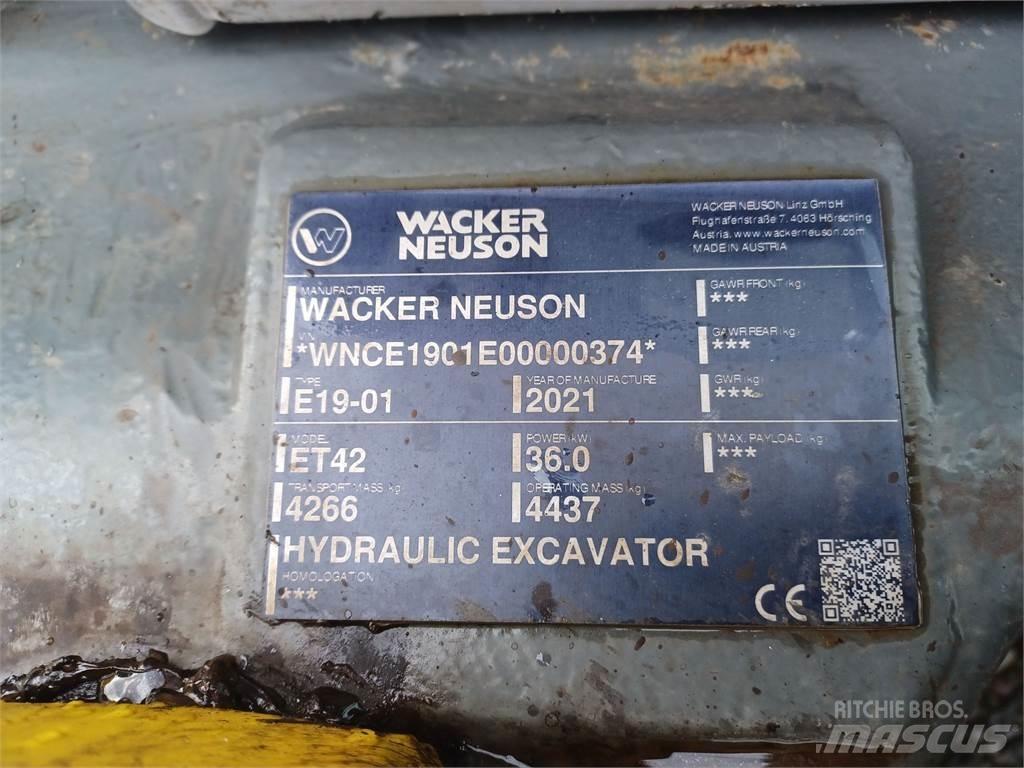 WACKER
NEUSON
WACKER NEUSON Linz GmbH
Flughafenstraße 7, 4063 Hörsching
Austria, www.wackerneuson.com
MADE IN AUSTRIA
MANUFACTURER
WACKER NEUSON
GAWR FRONT (kg)
***
VIN
*WNCE1901E00000374*
GAWR REAR (kg)
***
TYPE
E19-01
YEAR OF MANUFACTURE
2021
GWR (kg)
***
MODEL
ET42
POWER (kW)
36.0
MAX. PAYLOAD (kg)
***
TRANSPORT MASS (kg)
4266
OPERATING MASS (kg)
4437
HYDRAULIC EXCAVATOR
HOMOLOGATION
***
CE
RITCHIE BROS.
MASCUS